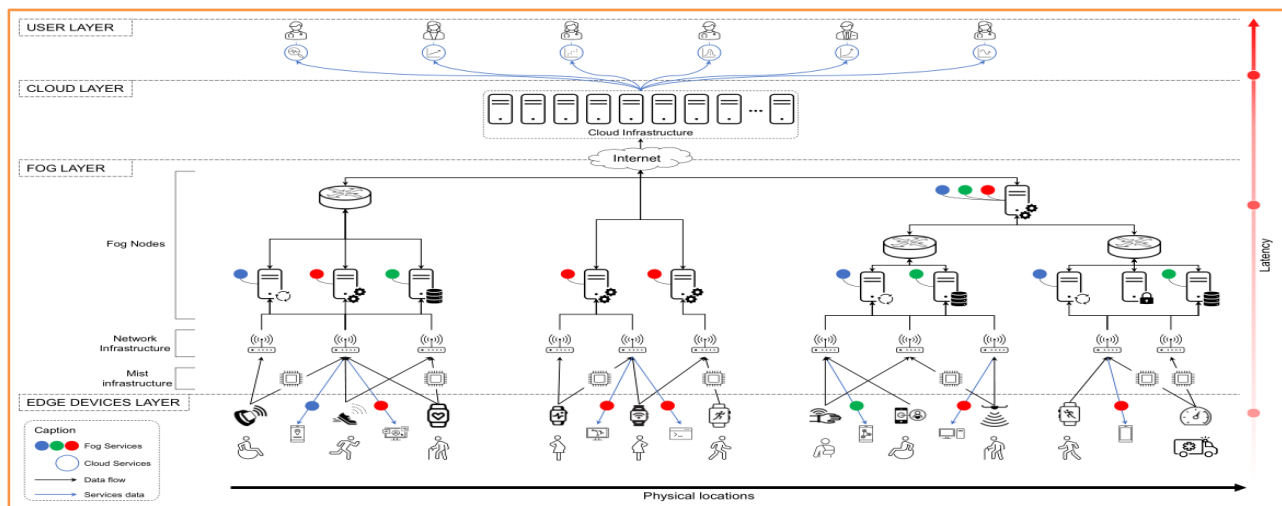 USER LAYER
CLOUD LAYER
Cloud Infrastructure
Internet
FOG LAYER
Fog Nodes
Latency
Network
Infrastructure
Mist
infrastructure
EDGE DEVICES LAYER
Caption
Fog Services
Cloud Services
Data flow
Services data
Physical locations